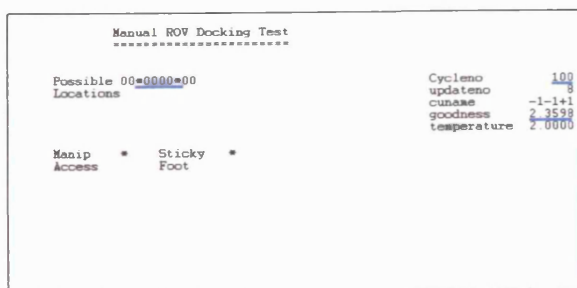 Manual ROV Docking Test
=======================
Possible 00*0000*00
Locations
Cycleno 100
updateno 8
cuname -1-1+1
goodness 2.3598
temperature 2.0000
Manip * Sticky *
Access Foot